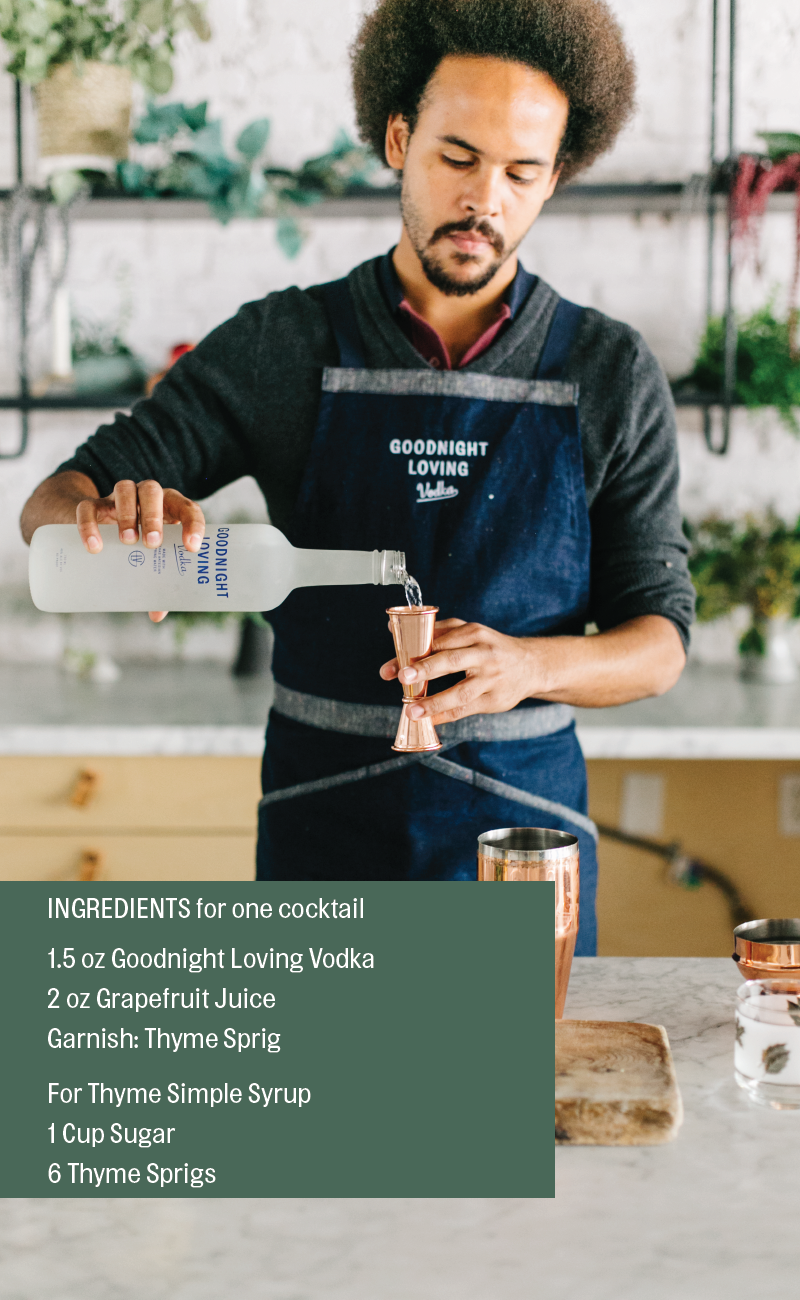 GOODNIGHT
LOVING
Vodka
GOODNIGHT
LOVING
Vodka
INGREDIENTS for one cocktail
1.5 oz Goodnight Loving Vodka
2 oz Grapefruit Juice
Garnish: Thyme Sprig
For Thyme Simple Syrup
1 Cup Sugar
6 Thyme Sprigs